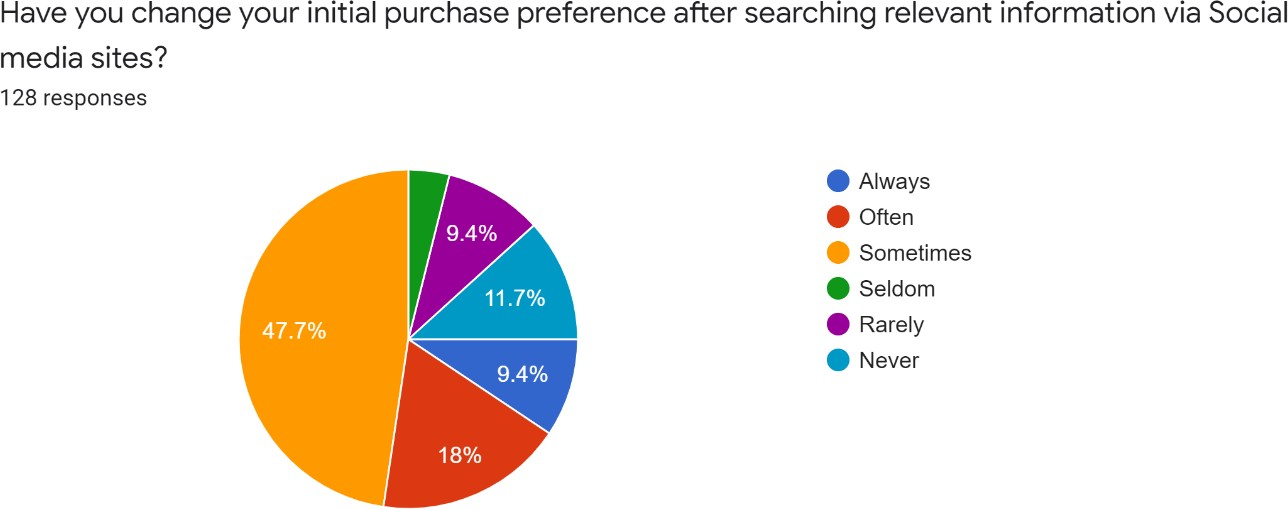 Have you change your initial purchase preference after searching relevant information via Social
media sites?
128 responses
9.4%
11.7%
47.7%
9.4%
18%
Always
Often
Sometimes
Seldom
Rarely
Never